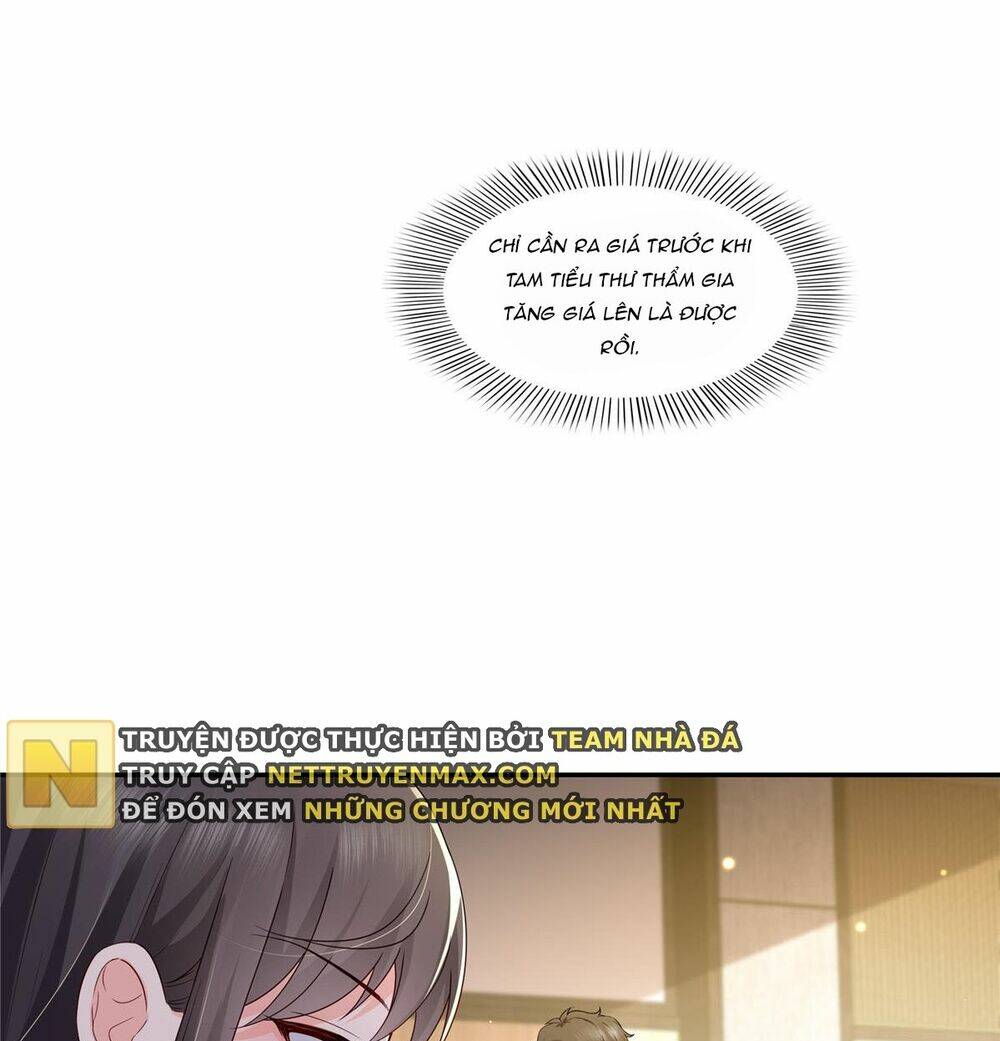 CHỈ CẦN RA GIÁ TRƯỚC KHI
TAM TIỂU THƯ THẨM GIA
TĂNG GIÁ LÊN LÀ ĐƯỢC
RỒI.
N
TRUYỆN ĐƯỢC THỰC HIỆN BỞI TEAM NHÀ ĐÁ
TRUY CẬP NETTRUYENMAX.COM
ĐỂ ĐÓN XEM NHỮNG CHƯƠNG MỚI NHẤT